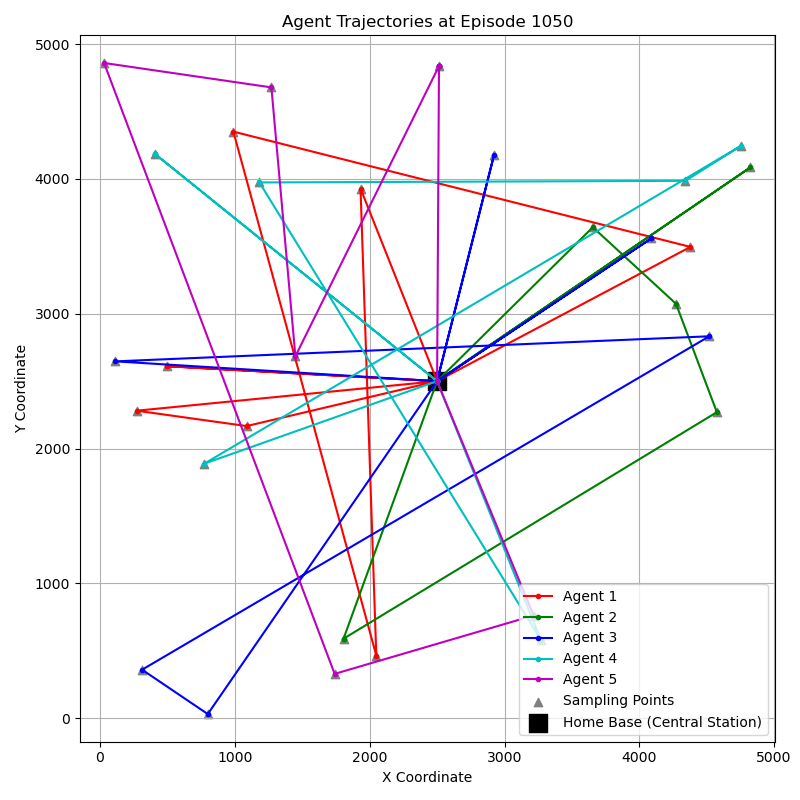 Agent Trajectories at Episode 1050
5000
4000
3000
2000
1000
0
Y Coordinate
0 1000 2000 3000 4000 5000
X Coordinate
Agent 1
Agent 2
Agent 3
Agent 4
Agent 5
Sampling Points
Home Base (Central Station)